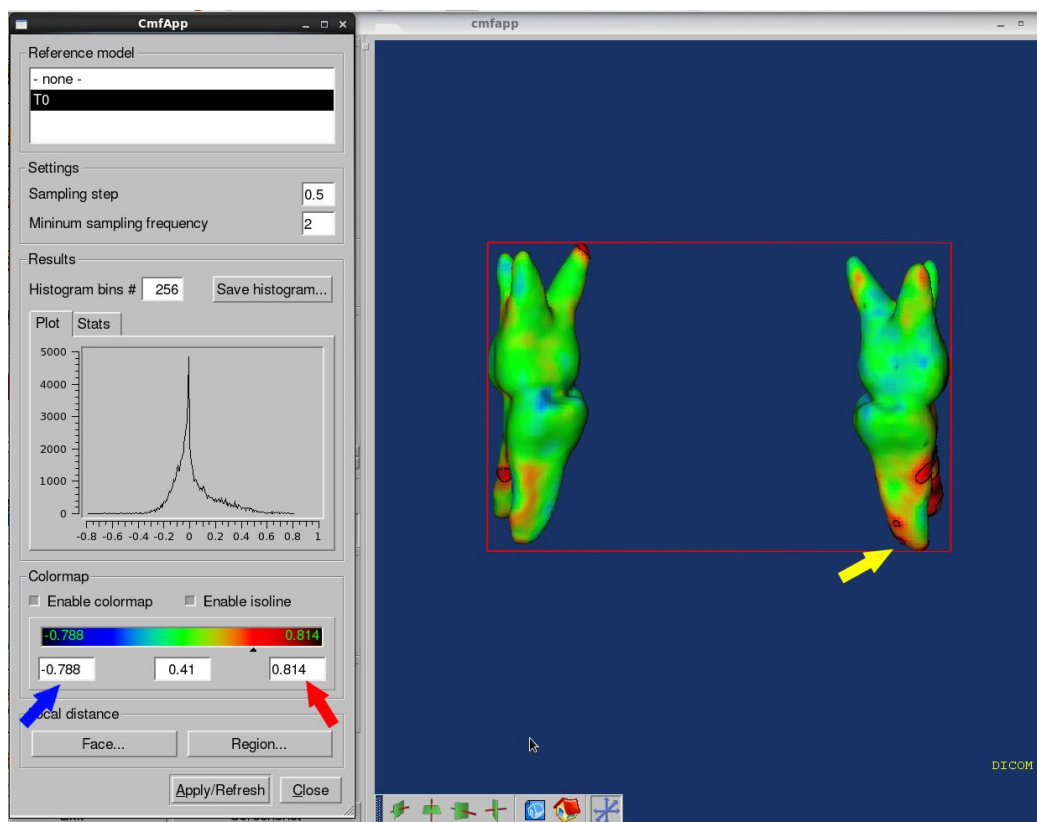 CmfApp
cmfapp
Reference model
- none -
T0
Settings
Sampling step 0.5
Mininum sampling frequency 2
Results
Histogram bins # 256 Save histogram...
Plot Stats
5000
4000
3000
2000
1000
0
-0.8 -0.6 -0.4 -0.2 0 0.2 0.4 0.6 0.8 1
Colormap
Enable colormap Enable isoline
-0.788 0.814
-0.788 0.41 0.814
distance
Face... Region...
DICOM
Apply/Refresh Close